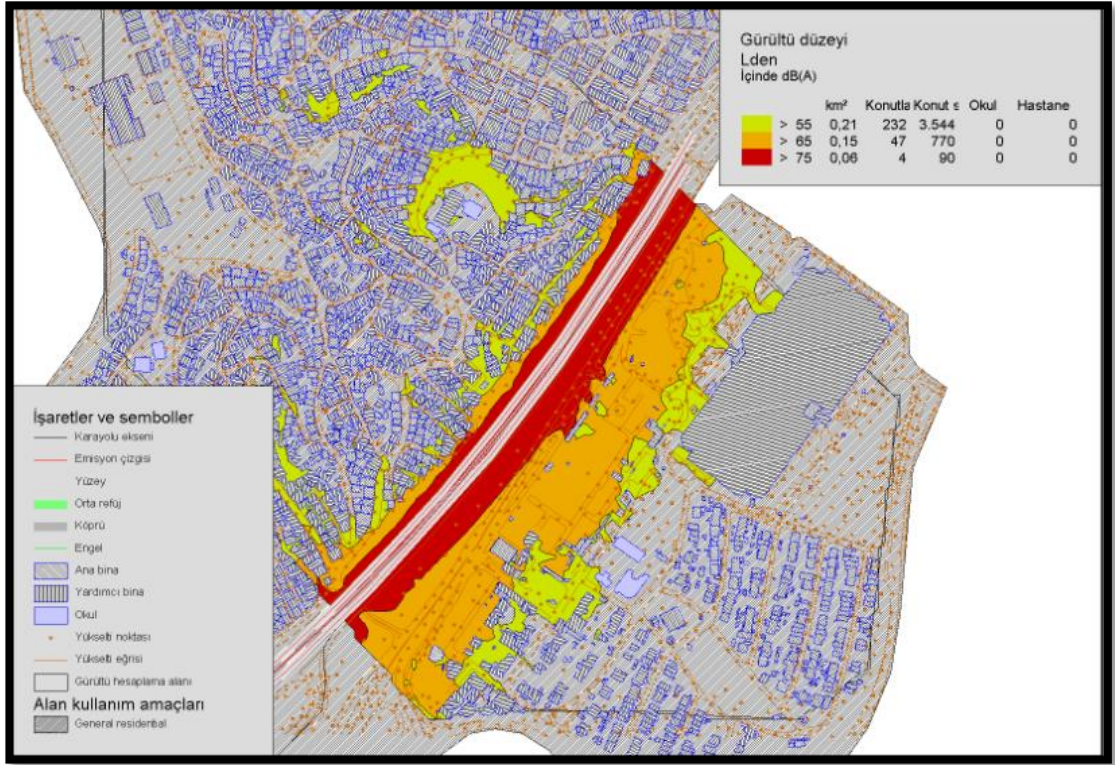 Gürültü düzeyi
Lden
İçinde dB(A)
km² Konutla Konut s Okul Hastane
> 55 0,21 232 3.544 0 0
> 65 0,15 47 770 0 0
> 75 0,06 4 90 0 0
İşaretler ve semboller
Karayolu ekseni
Emisyon çizgisi
Yüzey
Orta refüj
Köprü
Engel
Ana bina
Yardımcı bina
Okul
Yükselti noktası
Yükselti eğrisi
Gürültü hesaplama alanı
Alan kullanım amaçları
General residential